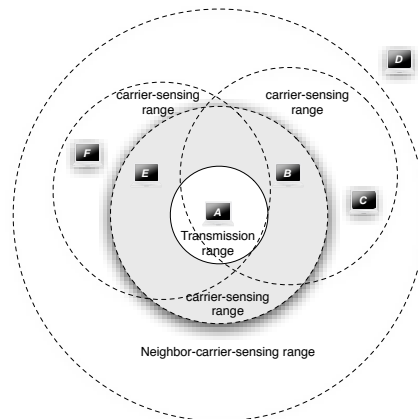 D
carrier-sensing
range
carrier-sensing
range
F
E
B
C
A
Transmission
range
carrier-sensing
range
Neighbor-carrier-sensing range